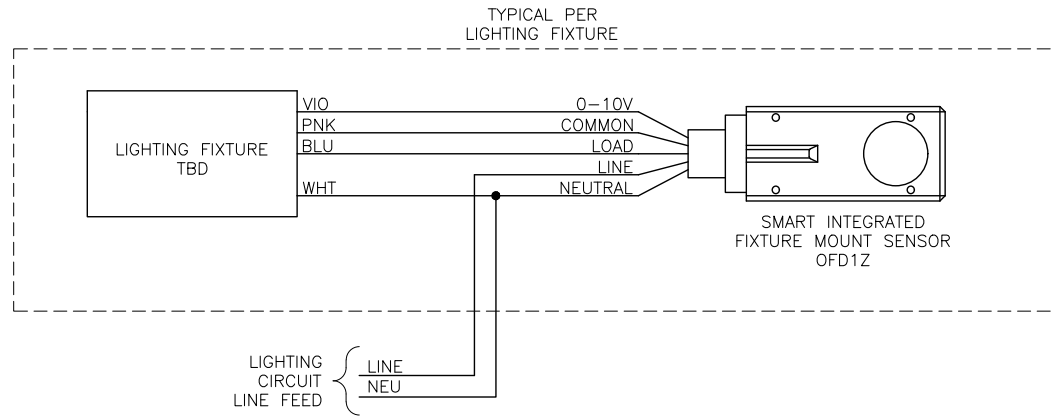 TYPICAL PER
LIGHTING FIXTURE
VIO
0-10V
PNK
COMMON
LIGHTING FIXTURE
TBD
BLU
LOAD
LINE
WHT
NEUTRAL
SMART INTEGRATED
FIXTURE MOUNT SENSOR
OFD1Z
LIGHTING
CIRCUIT
LINE FEED
LINE
NEU